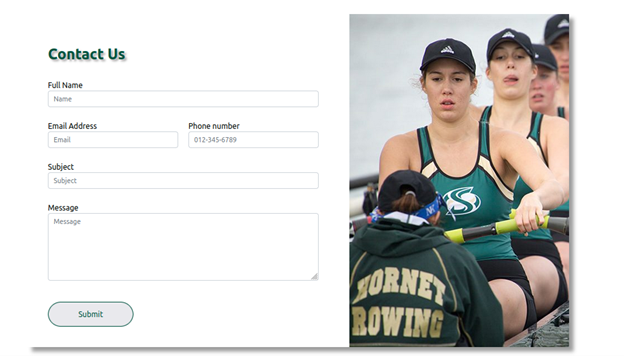 Contact Us
Full Name
Name
Email Address Phone number
Email 012-345-6789
Subject
Subject
Message
Message
Submit
HORNET
ROWING